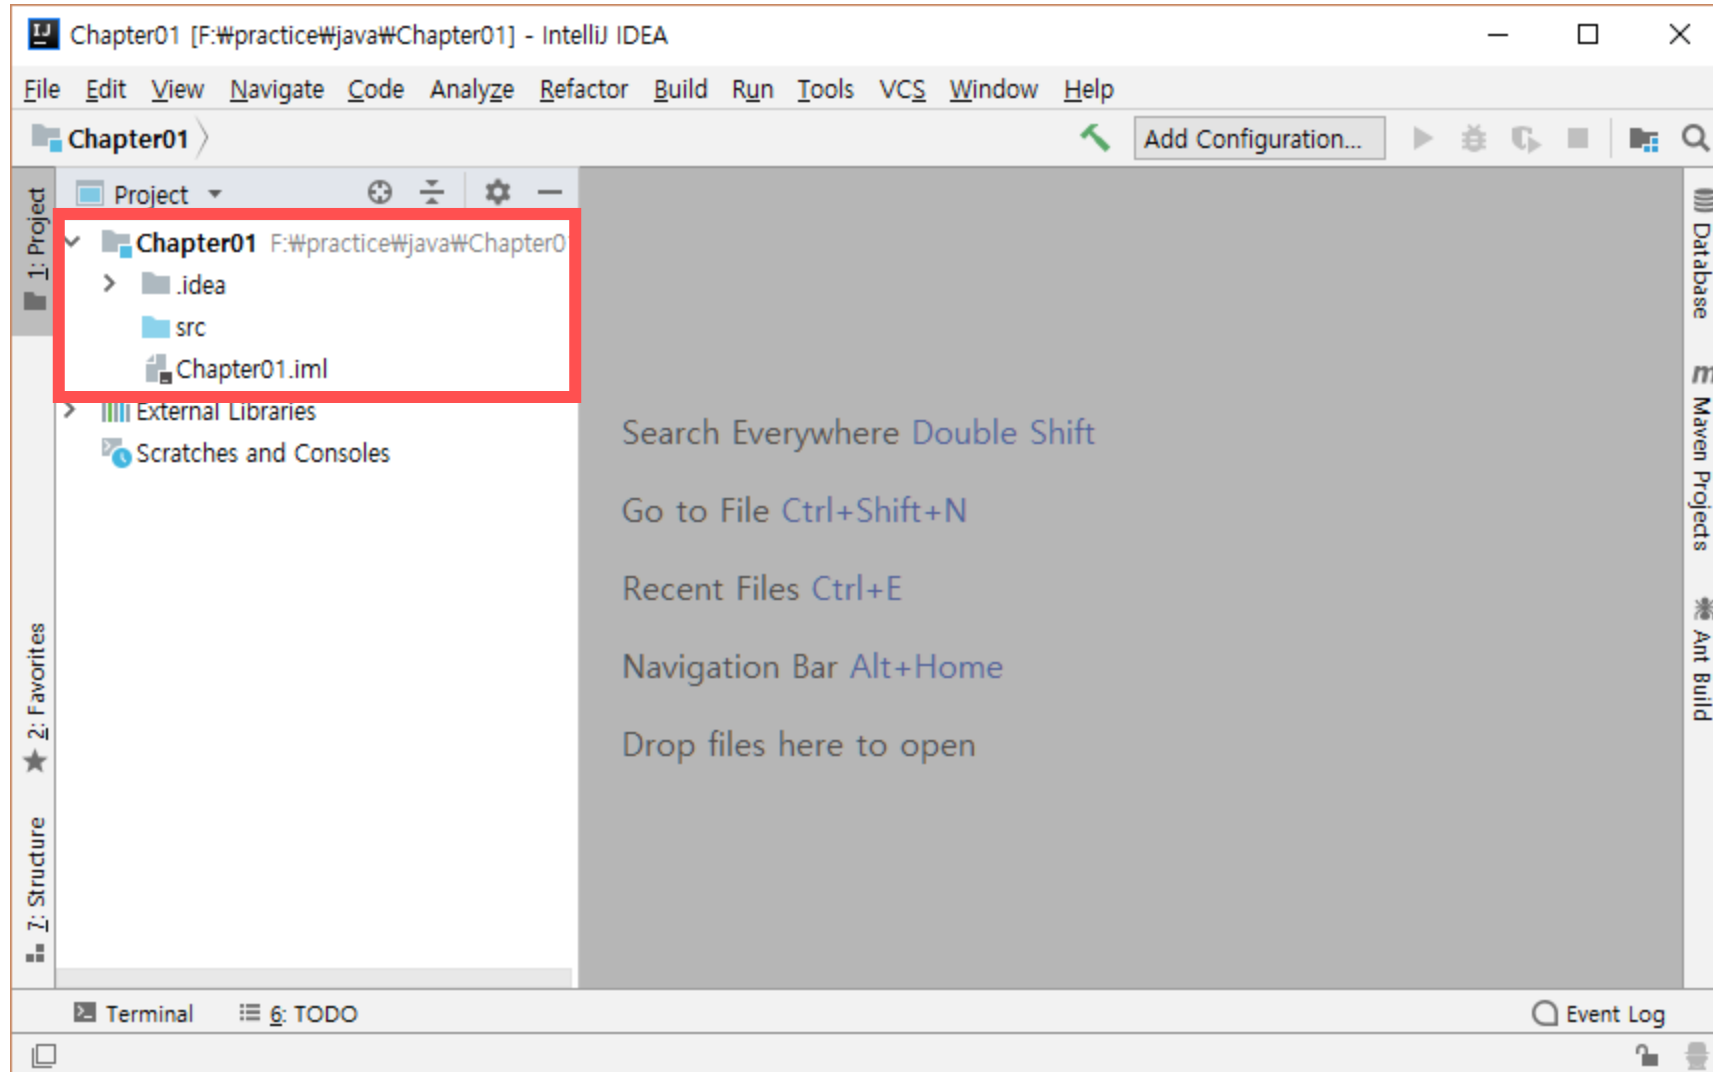 Chapter01 [F:₩practice₩java₩Chapter01] - IntelliJ IDEA
File Edit View Navigate Code Analyze Refactor Build Run Tools VCS Window Help
Chapter01
Add Configuration...
1: Project
Project
Chapter01 F:₩practice₩java₩Chapter0
.idea
src
Chapter01.iml
External Libraries
Scratches and Consoles
Search Everywhere Double Shift
Go to File Ctrl+Shift+N
Recent Files Ctrl+E
Navigation Bar Alt+Home
Drop files here to open
2: Favorites
7: Structure
Database
m Maven Projects
Ant Build
Terminal
6: TODO
Event Log